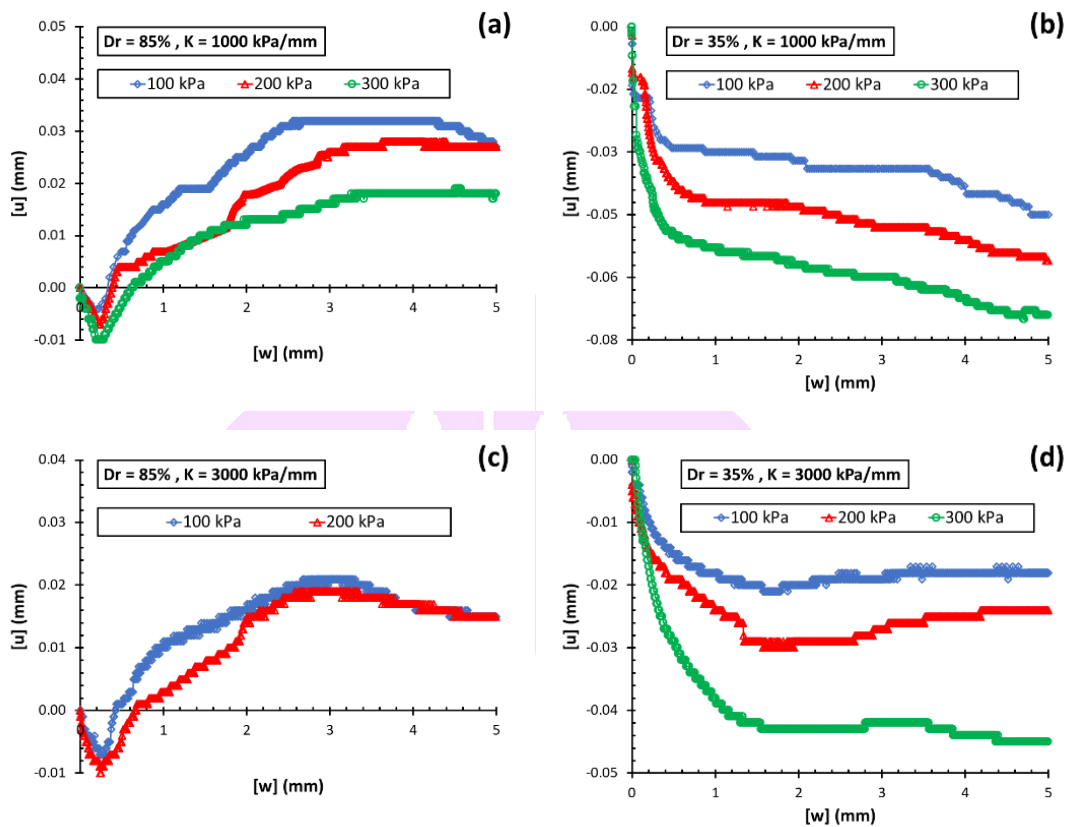 (a)
Dr = 85% , K = 1000 kPa/mm
100 kPa 200 kPa 300 kPa
0.05
0.04
0.03
0.02
0.01
0.00
-0.01
[u] (mm)
0 1 2 3 4 5
[w] (mm)
(b)
Dr = 35% , K = 1000 kPa/mm
100 kPa 200 kPa 300 kPa
-0.00
-0.02
-0.03
-0.05
-0.06
-0.08
[u] (mm)
0 1 2 3 4 5
[w] (mm)
(c)
Dr = 85% , K = 3000 kPa/mm
100 kPa 200 kPa
0.04
0.03
0.02
0.01
0.00
-0.01
[u] (mm)
0 1 2 3 4 5
[w] (mm)
(d)
Dr = 35% , K = 3000 kPa/mm
100 kPa 200 kPa 300 kPa
0.00
-0.01
-0.02
-0.03
-0.04
-0.05
[u] (mm)
0 1 2 3 4 5
[w] (mm)